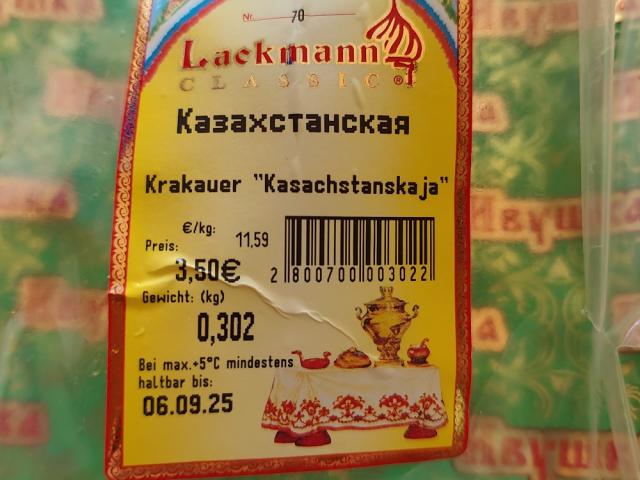 Nr. 70
Lackmann
CLASSIC®
Казахстанская
Krakauer "Kasachstanskaja"
€/kg: 11,59
Preis:
3,50€
2 800700 003022
Gewicht: (kg)
0,302
Bei max.+5°C mindestens
haltbar bis:
06.09.25